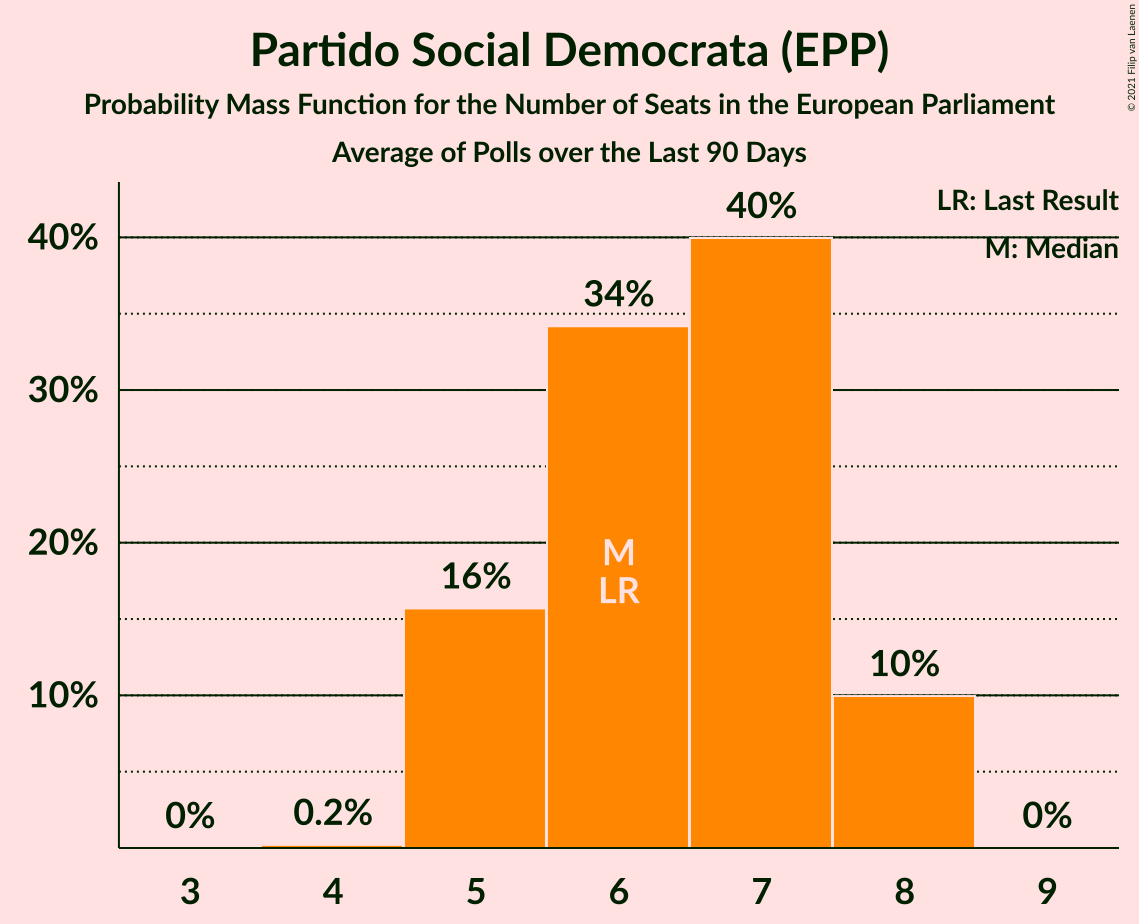 Partido Social Democrata (EPP)
Probability Mass Function for the Number of Seats in the European Parliament
Average of Polls over the Last 90 Days
© 2021 Filip van Laenen
LR: Last Result
M: Median
40%
30%
20%
10%
0%
0.2%
16%
34%
40%
10%
0%
M
LR
3
4
5
6
7
8
9